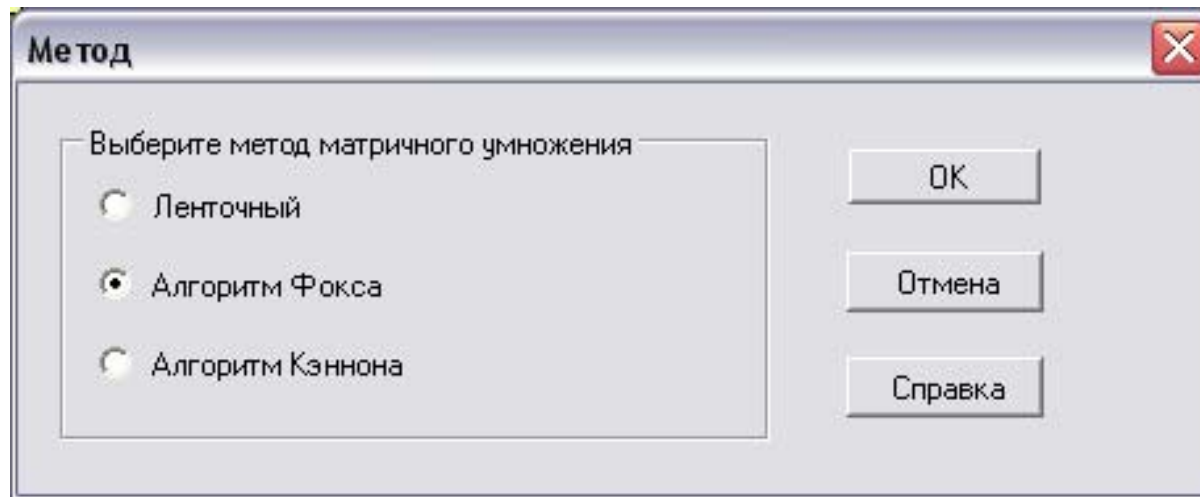 Метод
Выберите метод матричного умножения
Ленточный
Алгоритм Фокса
Алгоритм Кэннона
OK
Отмена
Справка